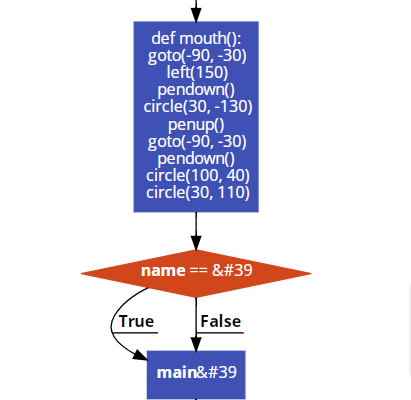 def mouth():
goto(-90, -30)
left(150)
pendown()
circle(30, -130)
penup()
goto(-90, -30)
pendown()
circle(100, 40)
circle(30, 110)
name == &#39
True
False
main&#39